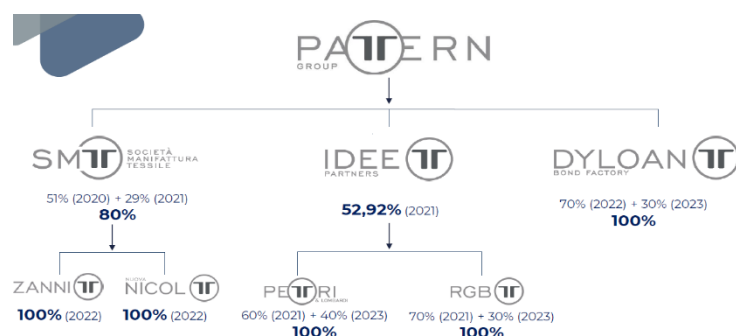 PATTERN
GROUP
SMT SOCIETÀ
MANIFATTURA
TESSILE
51% (2020) + 29% (2021)
80%
IDEE
PARTNERS
52,92% (2021)
DYLOAN
BOND FACTORY
70% (2022) + 30% (2023)
100%
ZANNI
100% (2022)
NUOVA
NICOL
100% (2022)
PETRI
& LOMBARDI
60% (2021) + 40% (2023)
100%
RGB
70% (2021) + 30% (2023)
100%